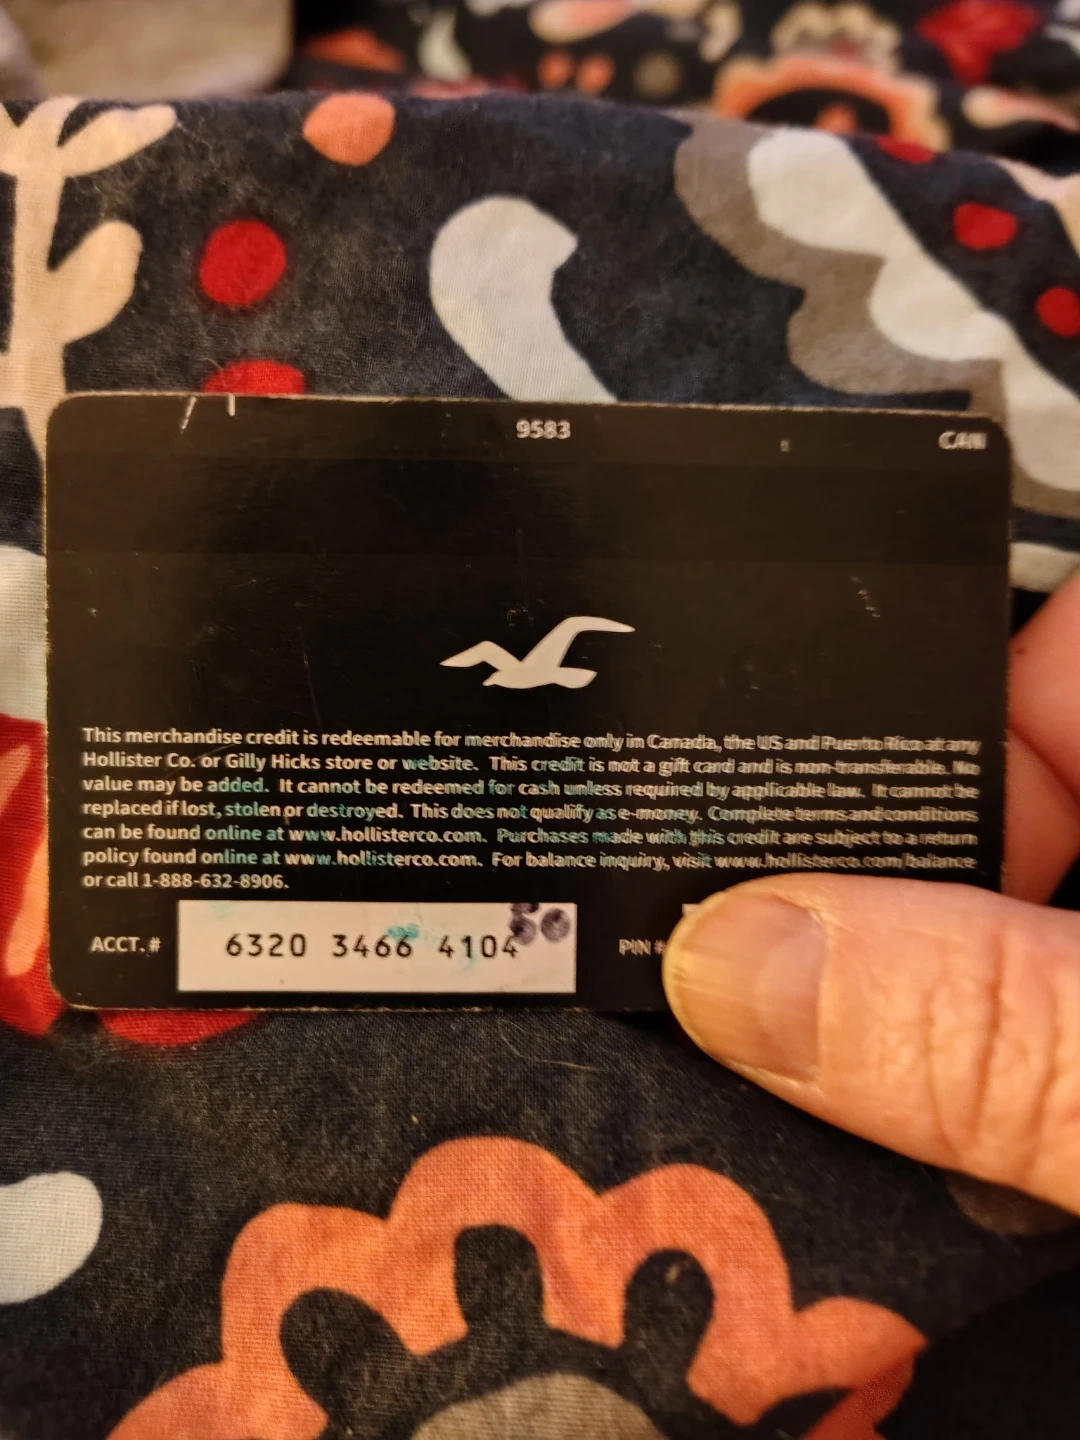 9583
CAN
This merchandise credit is redeemable for merchandise only in Canada, the US and Puerto Rico at any
Hollister Co. or Gilly Hicks store or website. This credit is not a gift card and is non-transferable. No
value may be added. It cannot be redeemed for cash unless required by applicable law. It cannot be
replaced if lost, stolen or destroyed. This does not qualify as e-money. Complete terms and conditions
can be found online at www.hollisterco.com. Purchases made with this credit are subject to a return
policy found online at www.hollisterco.com. For balance inquiry, visit www.hollisterco.com/balance
or call 1-888-632-8906.
ACCT. # 6320 3466 4104 PIN #